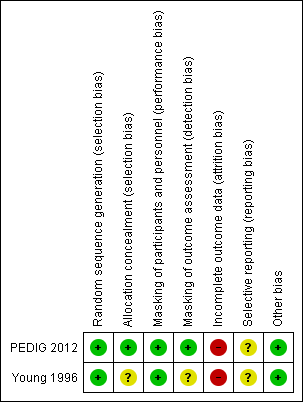 Random sequence generation (selection bias)
Allocation concealment (selection bias)
Masking of participants and personnel (performance bias)
Masking of outcome assessment (detection bias)
Incomplete outcome data (attrition bias)
Selective reporting (reporting bias)
Other bias
PEDIG 2012 + + + + - ? +
Young 1996 + ? + ? - ? +